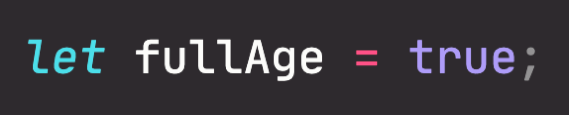 let fullAge = true;